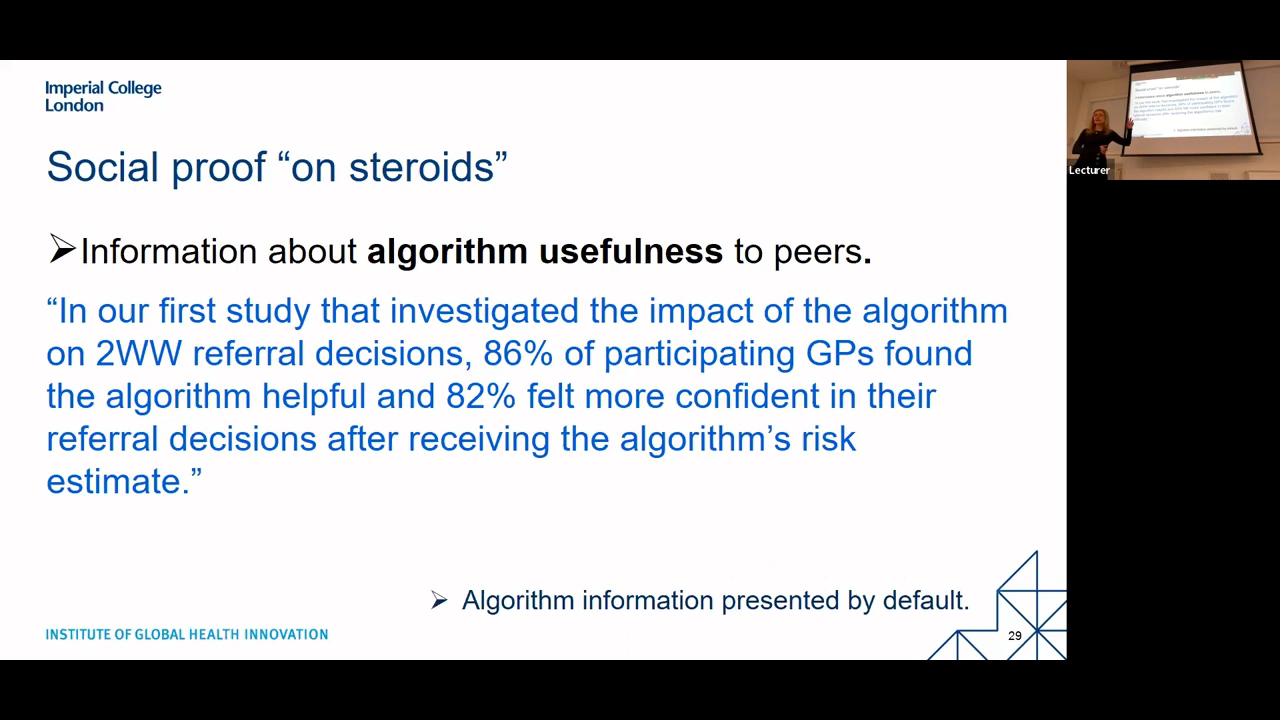 Imperial College
London
Social proof “on steroids”
➢Information about algorithm usefulness to peers.
“In our first study that investigated the impact of the algorithm
on 2WW referral decisions, 86% of participating GPs found
the algorithm helpful and 82% felt more confident in their
referral decisions after receiving the algorithm’s risk
estimate.”
➢ Algorithm information presented by default.
INSTITUTE OF GLOBAL HEALTH INNOVATION
29
Lecturer